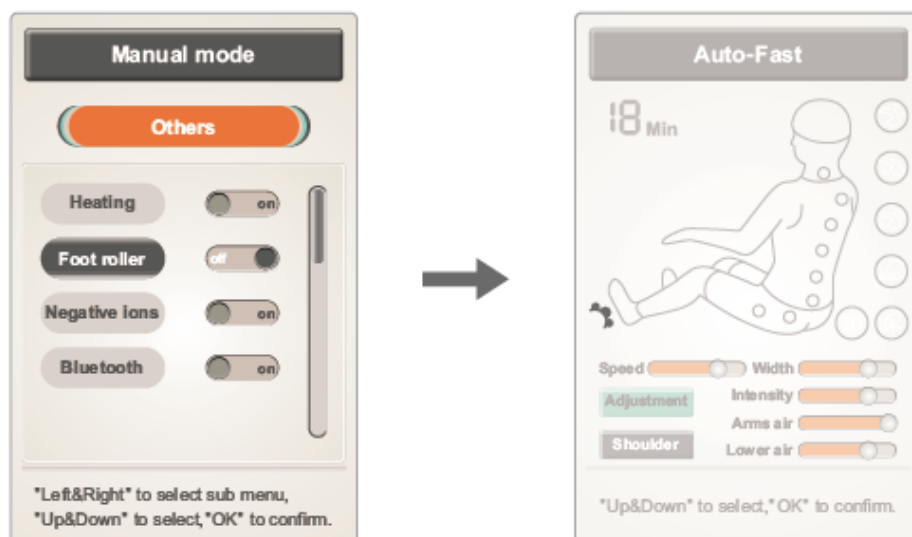 Manual mode
Others
Heating on
Foot roller off
Negative ions on
Bluetooth on
"Left&Right" to select sub menu,
"Up&Down" to select,"OK" to confirm.
Auto-Fast
18 Min
Speed Width
Adjustment Intensity
Arms air
Shoulder Lower air
"Up&Down" to select,"OK" to confirm.